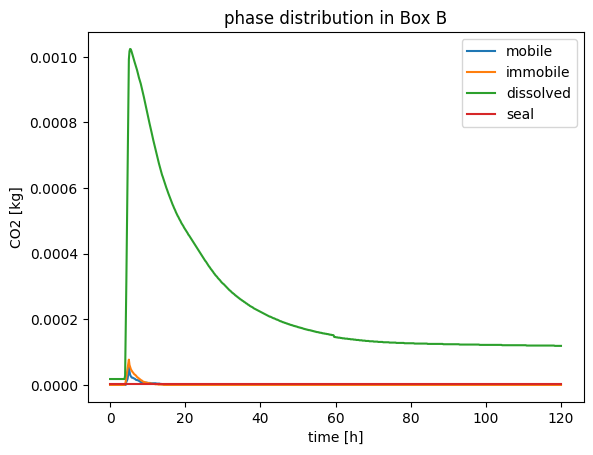 phase distribution in Box B
mobile
immobile
dissolved
seal
CO2 [kg]
0.0010
0.0008
0.0006
0.0004
0.0002
0.0000
0 20 40 60 80 100 120
time [h]